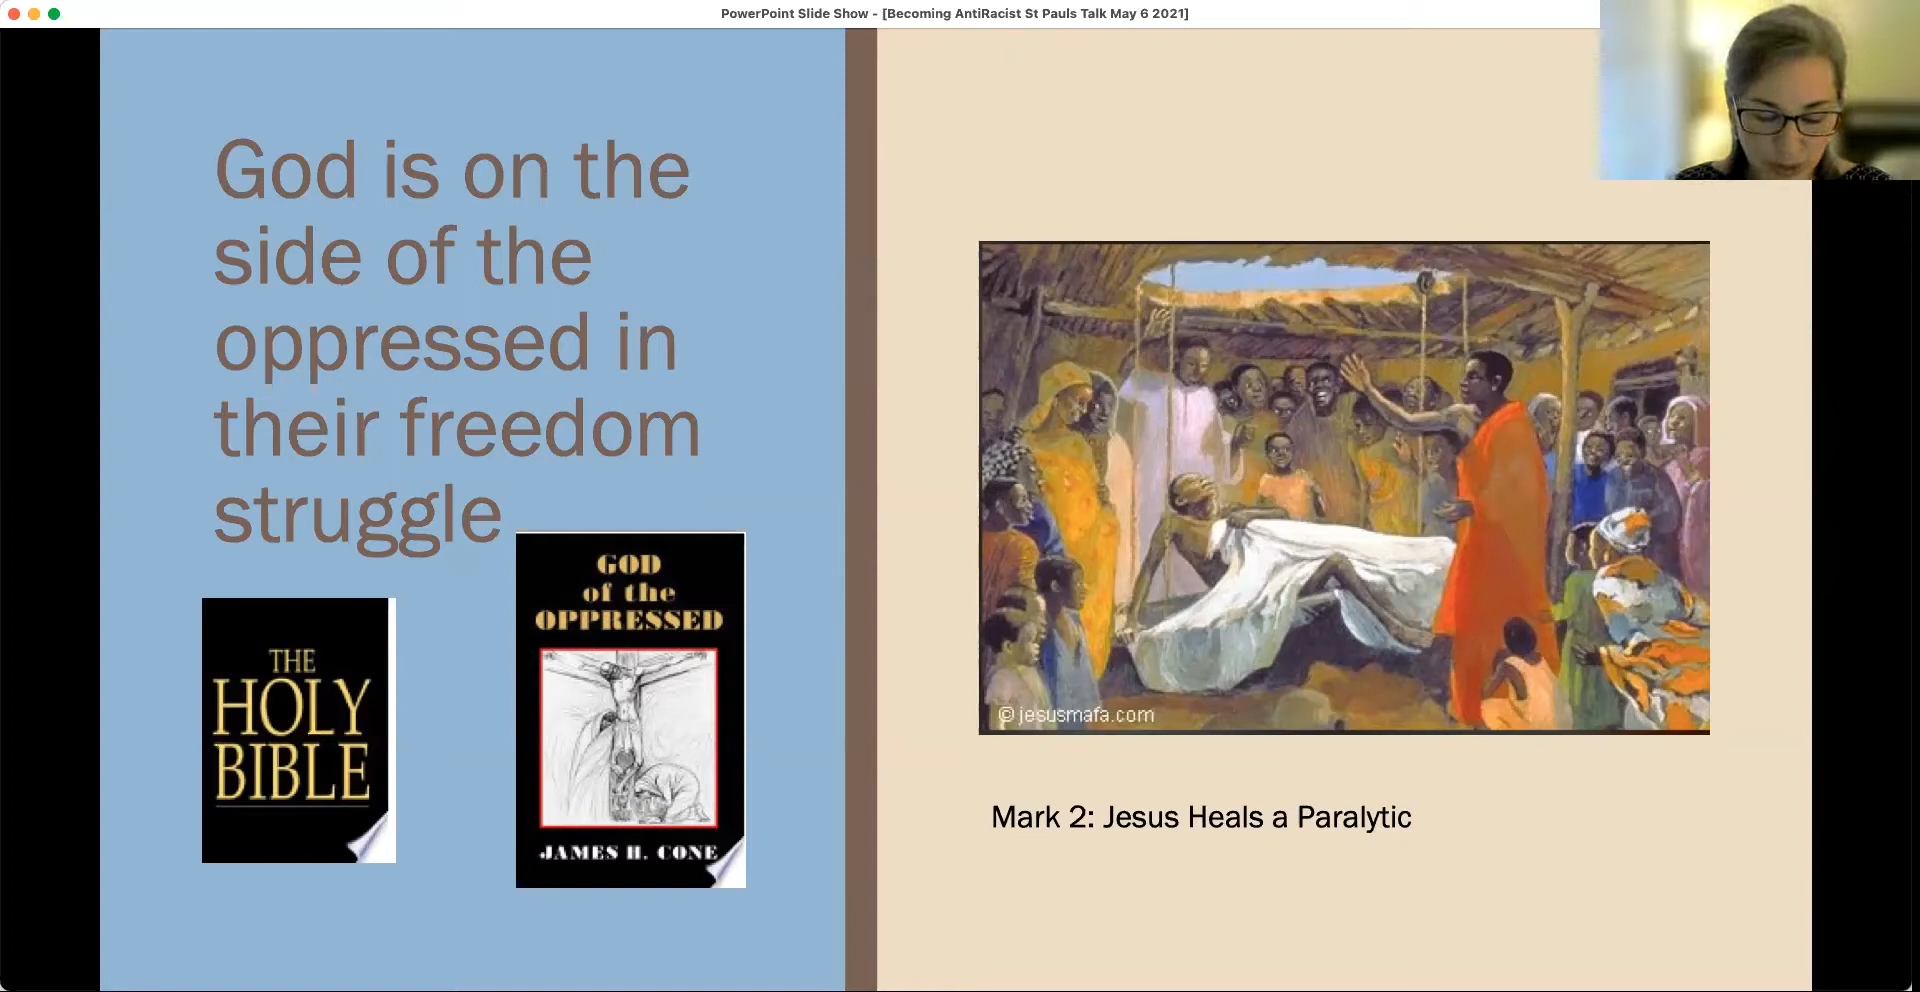 PowerPoint Slide Show - [Becoming AntiRacist St Pauls Talk May 6 2021]
God is on the
side of the
oppressed in
their freedom
struggle
THE
HOLY
BIBLE
GOD
of the
OPPRESSED
JAMES H. CONE
© jesusmafa.com
Mark 2: Jesus Heals a Paralytic